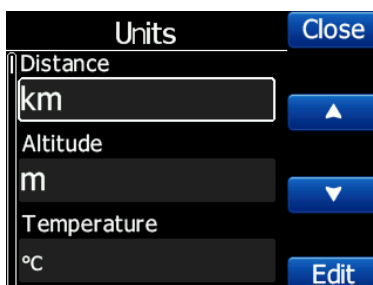 Units
Close
Distance
km
Altitude
m
Temperature
°C
Edit